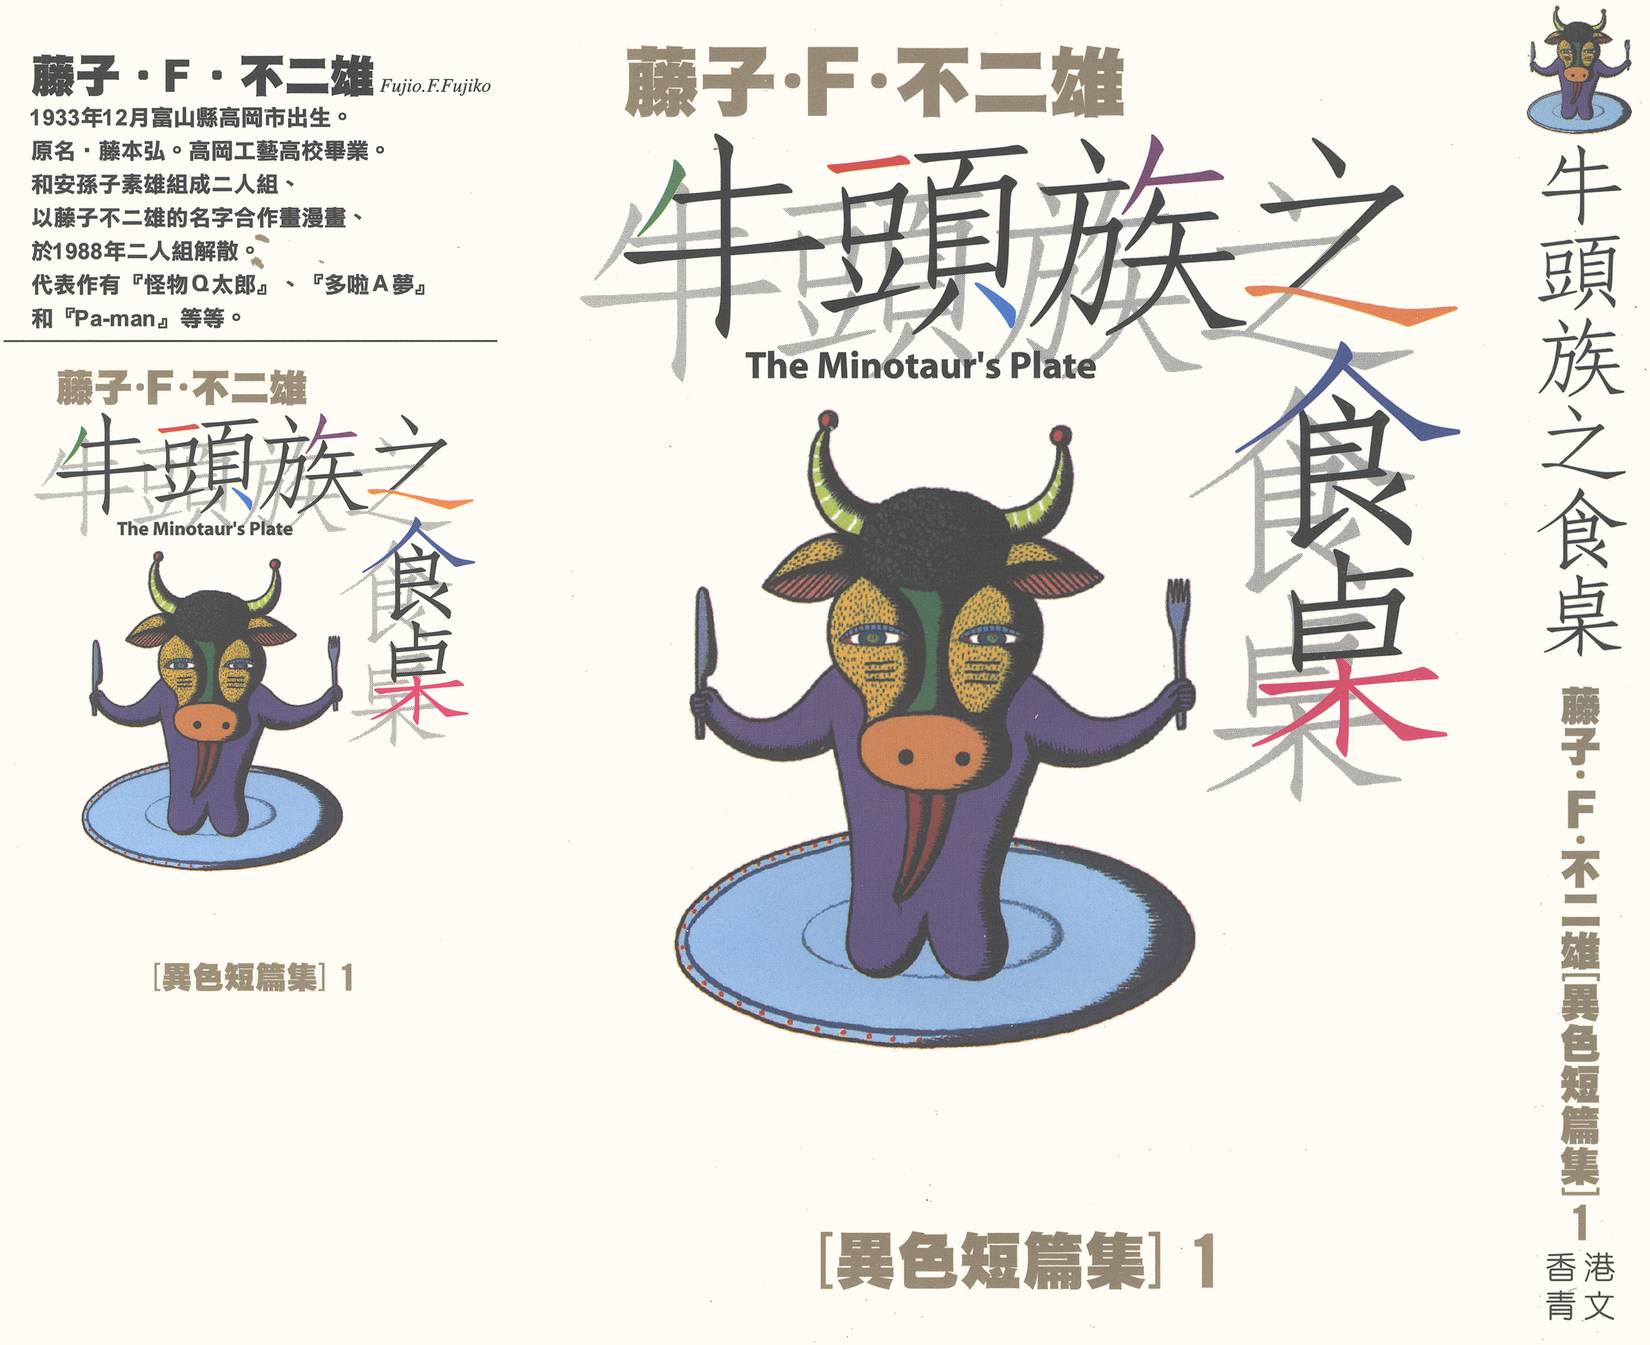 藤子・F・不二雄 Fujio.F.Fujiko
1933年12月富山縣高岡市出生。
原名・藤本弘。高岡工藝高校畢業。
和安孫子素雄組成二人組、
以藤子不二雄的名字合作畫漫畫、
於1988年二人組解散。
代表作有『怪物Q太郎』、『多啦A夢』
和『Pa-man』等等。
藤子・F・不二雄
牛頭族之食桌
The Minotaur's Plate
[異色短篇集] 1
藤子・F・不二雄
牛頭族之食桌
The Minotaur's Plate
[異色短篇集] 1
牛頭族之食桌
藤子・F・不二雄[異色短篇集]1
香港
青文